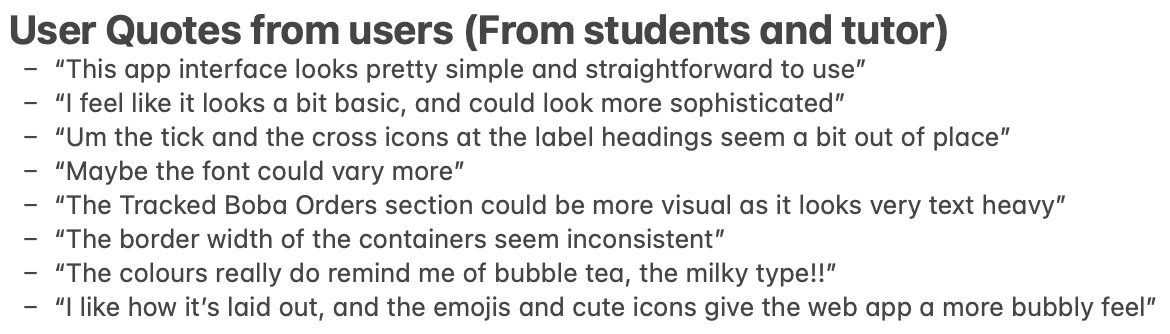 User Quotes from users (From students and tutor)
– “This app interface looks pretty simple and straightforward to use”
– “I feel like it looks a bit basic, and could look more sophisticated”
– “Um the tick and the cross icons at the label headings seem a bit out of place”
– “Maybe the font could vary more”
– “The Tracked Boba Orders section could be more visual as it looks very text heavy”
– “The border width of the containers seem inconsistent”
– “The colours really do remind me of bubble tea, the milky type!!”
– “I like how it’s laid out, and the emojis and cute icons give the web app a more bubbly feel”